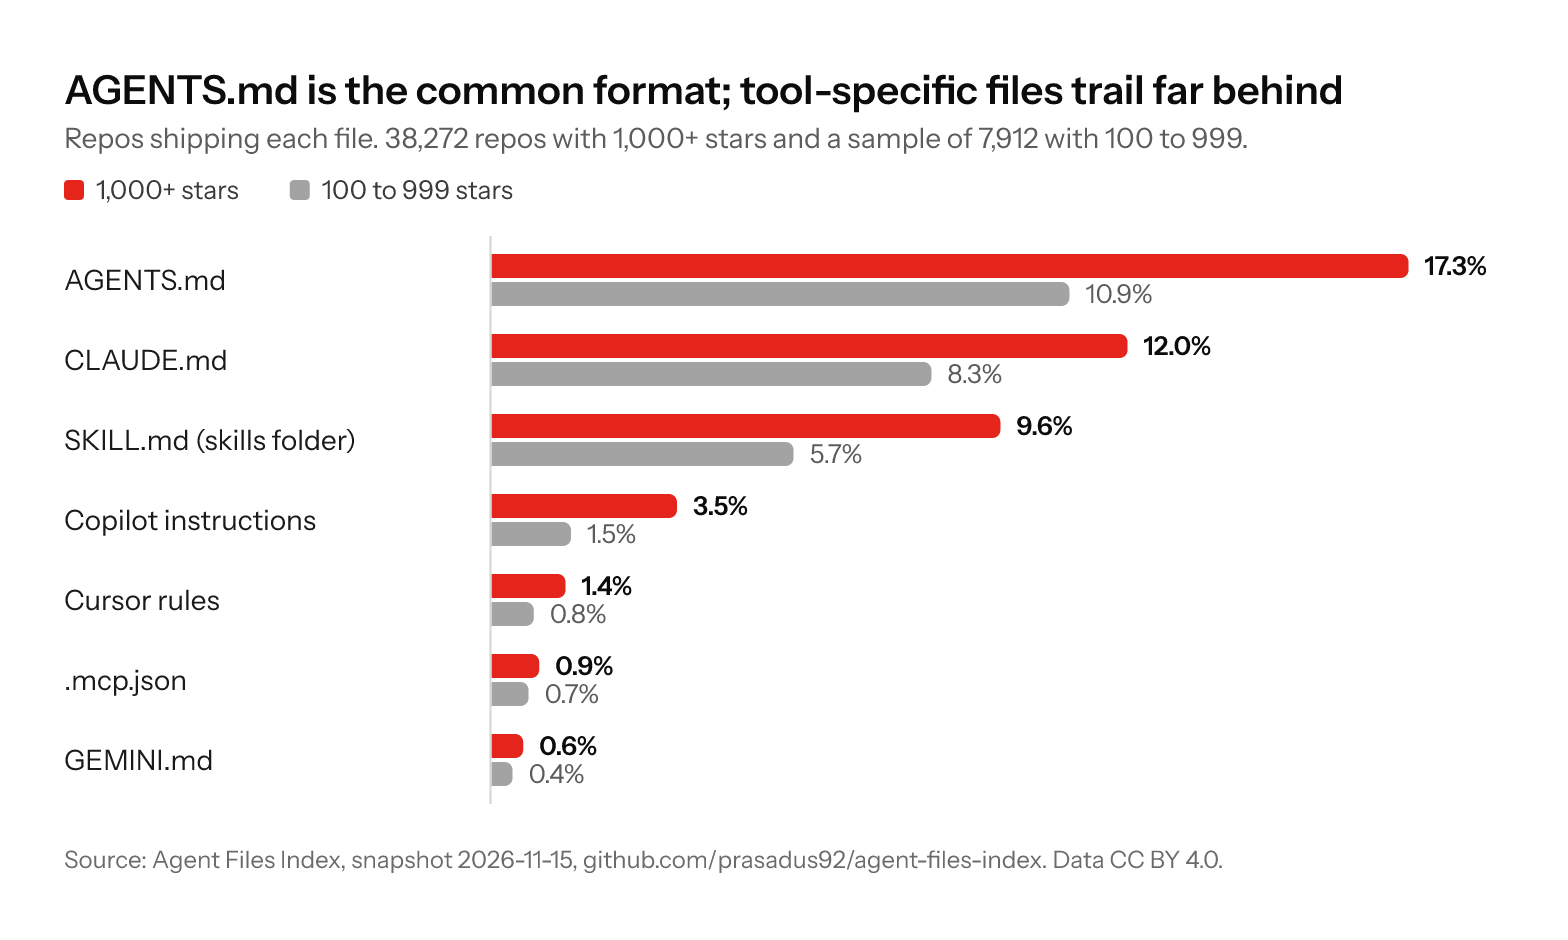 AGENTS.md is the common format; tool-specific files trail far behind
Repos shipping each file. 38,272 repos with 1,000+ stars and a sample of 7,912 with 100 to 999.
1,000+ stars
100 to 999 stars
AGENTS.md
17.3%
10.9%
CLAUDE.md
12.0%
8.3%
SKILL.md (skills folder)
9.6%
5.7%
Copilot instructions
3.5%
1.5%
Cursor rules
1.4%
0.8%
.mcp.json
0.9%
0.7%
GEMINI.md
0.6%
0.4%
Source: Agent Files Index, snapshot 2026-11-15, github.com/prasadus92/agent-files-index. Data CC BY 4.0.